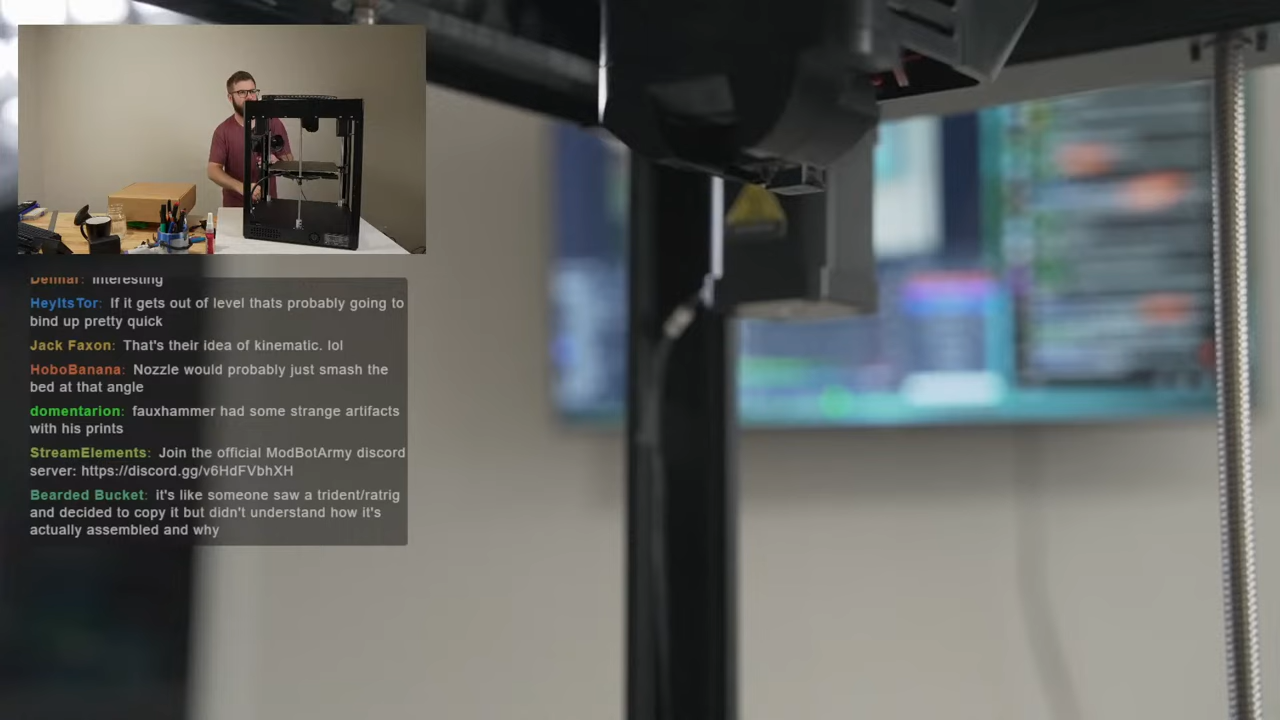 Delmar: Interesting
HeyItsTor: If it gets out of level thats probably going to
bind up pretty quick
Jack Faxon: That's their idea of kinematic. lol
HoboBanana: Nozzle would probably just smash the
bed at that angle
domentarion: fauxhammer had some strange artifacts
with his prints
StreamElements: Join the official ModBotArmy discord
server: https://discord.gg/v6HdFVbhXH
Bearded Bucket: it's like someone saw a trident/ratrig
and decided to copy it but didn't understand how it's
actually assembled and why